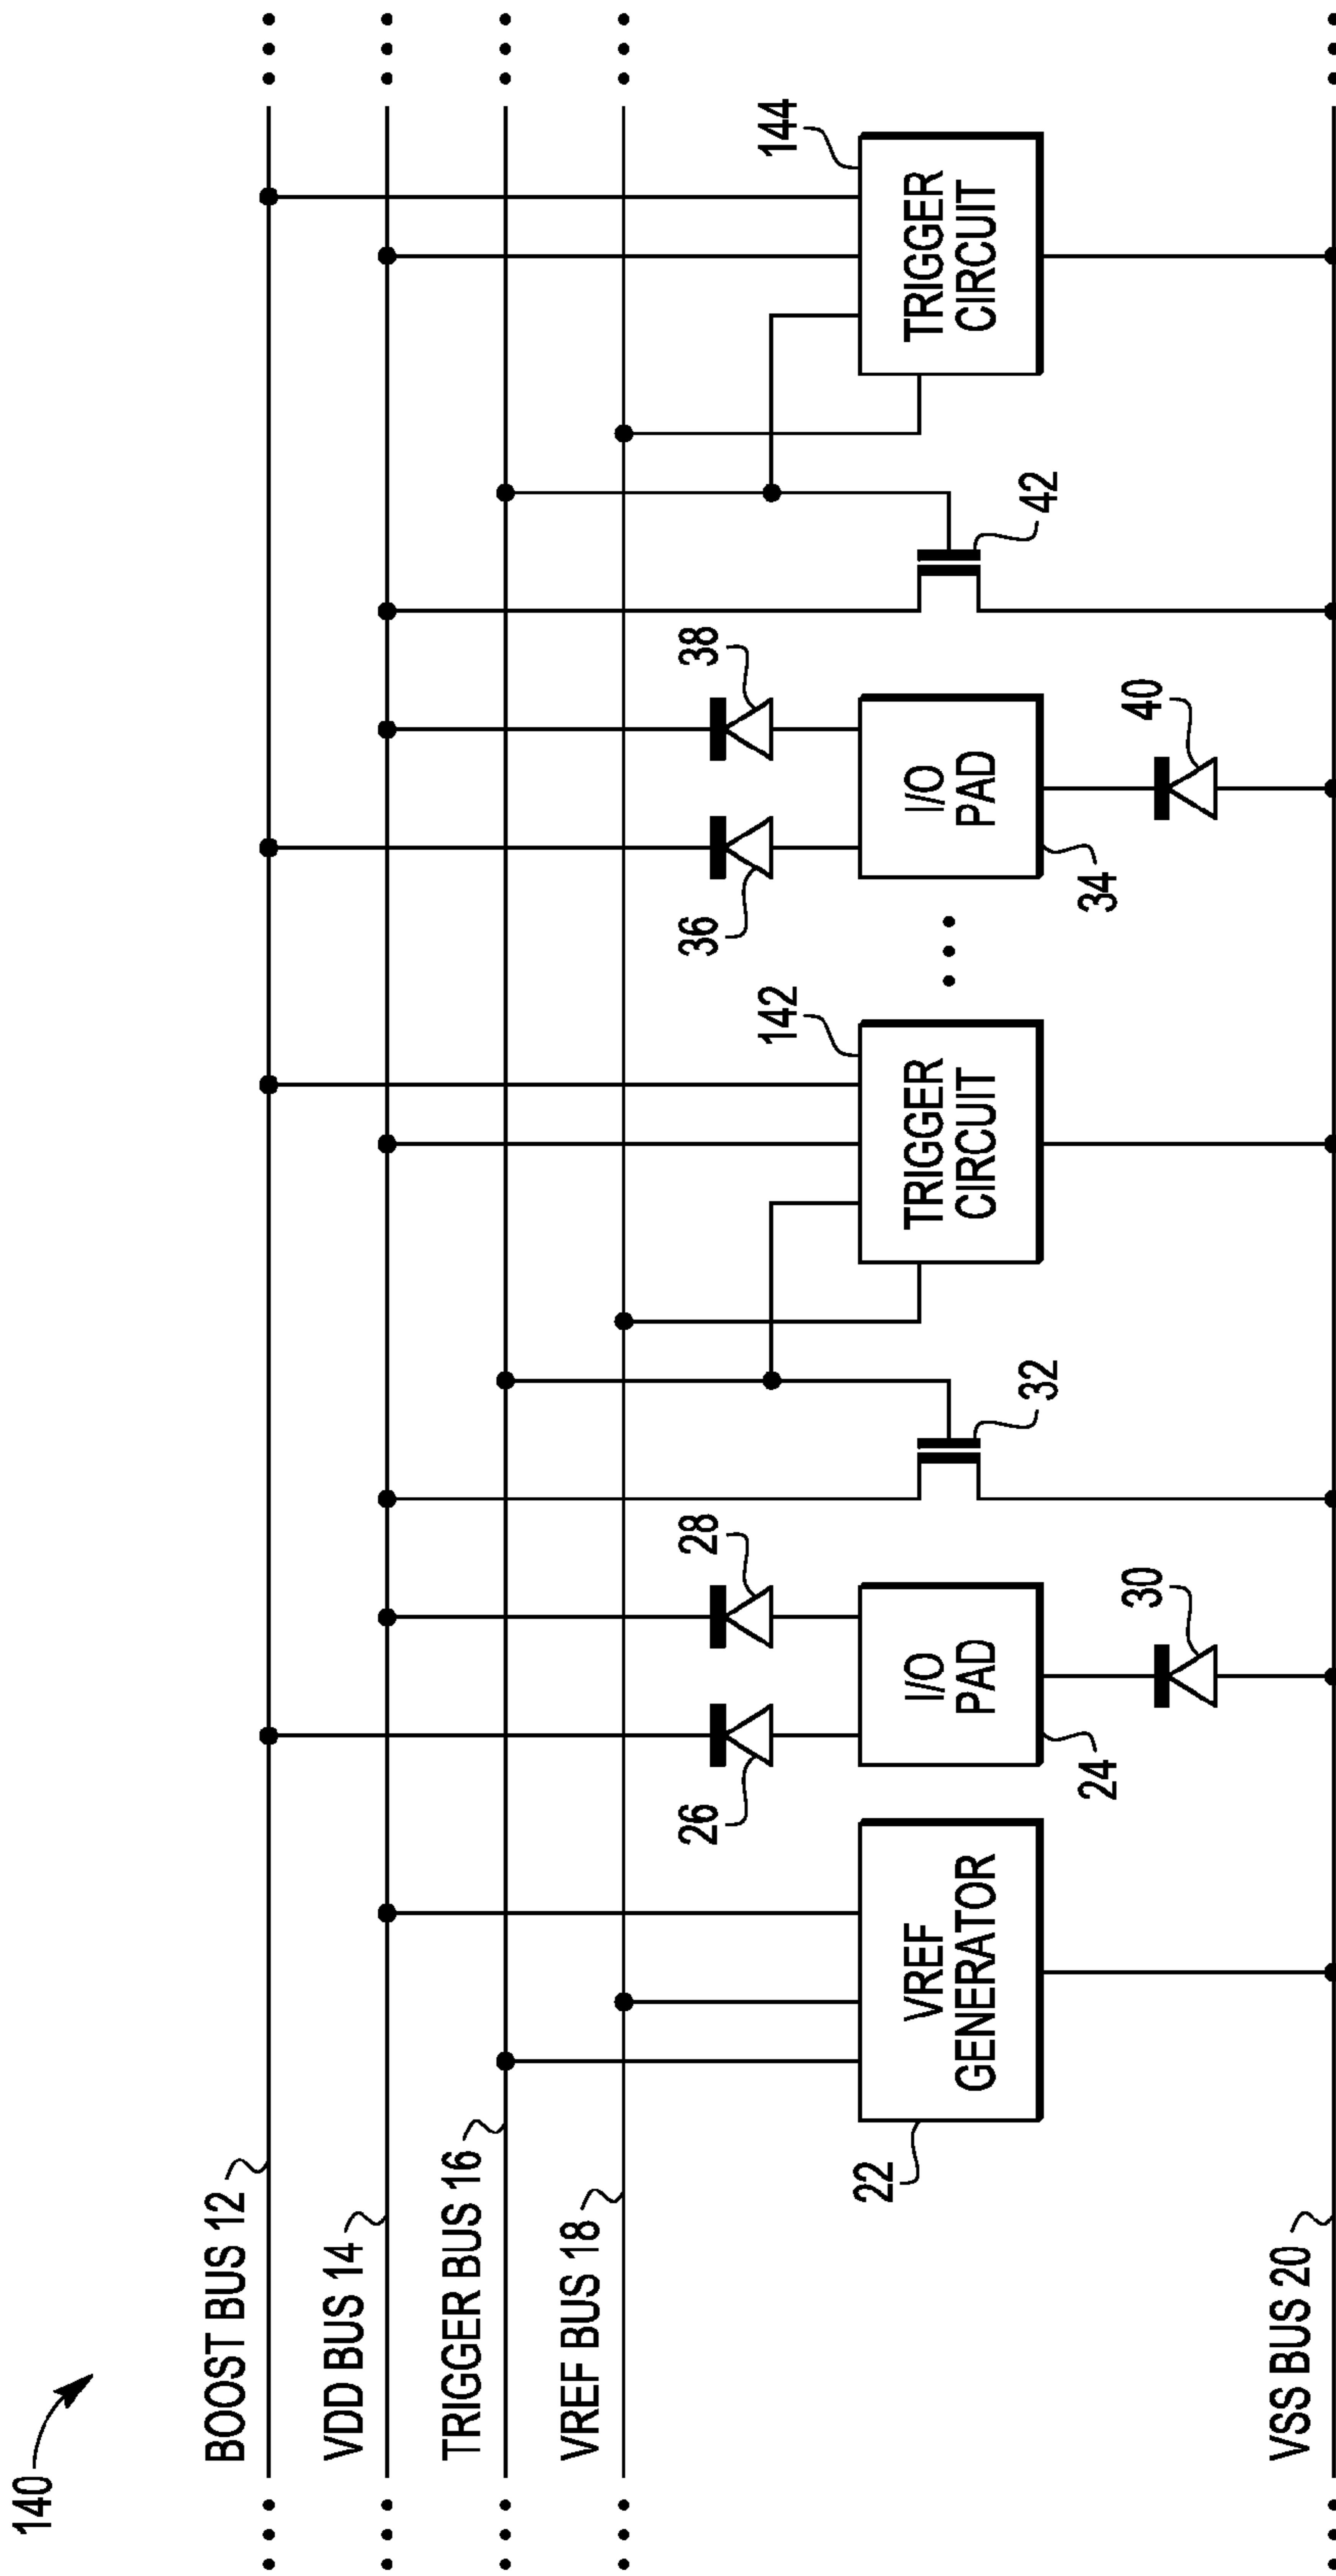 140
BOOST BUS 12
VDD BUS 14
TRIGGER BUS 16
VREF BUS 18
VSS BUS 20
22
VREF
GENERATOR
26
28
I/O
PAD
24
30
32
142
TRIGGER
CIRCUIT
36
38
I/O
PAD
34
40
42
144
TRIGGER
CIRCUIT